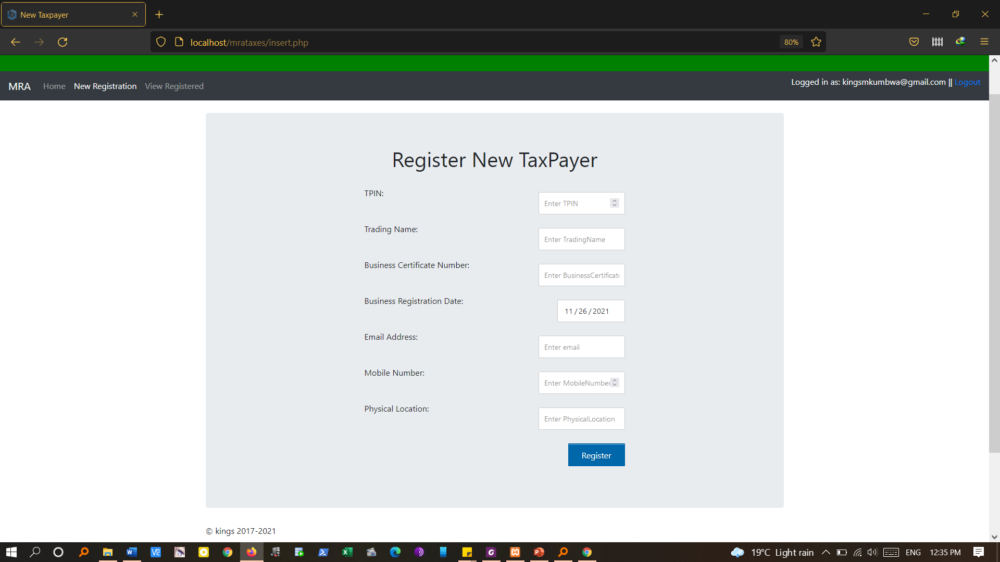 New Taxpayer
localhost/mrataxes/insert.php
80%
MRA Home New Registration View Registered
Logged in as: kingsmkumbwa@gmail.com || Logout
Register New TaxPayer
TPIN:
Enter TPIN
Trading Name:
Enter TradingName
Business Certificate Number:
Enter BusinessCertificate
Business Registration Date:
11 / 26 / 2021
Email Address:
Enter email
Mobile Number:
Enter MobileNumber
Physical Location:
Enter PhysicalLocation
Register
© kings 2017-2021
19°C Light rain
ENG
12:35 PM